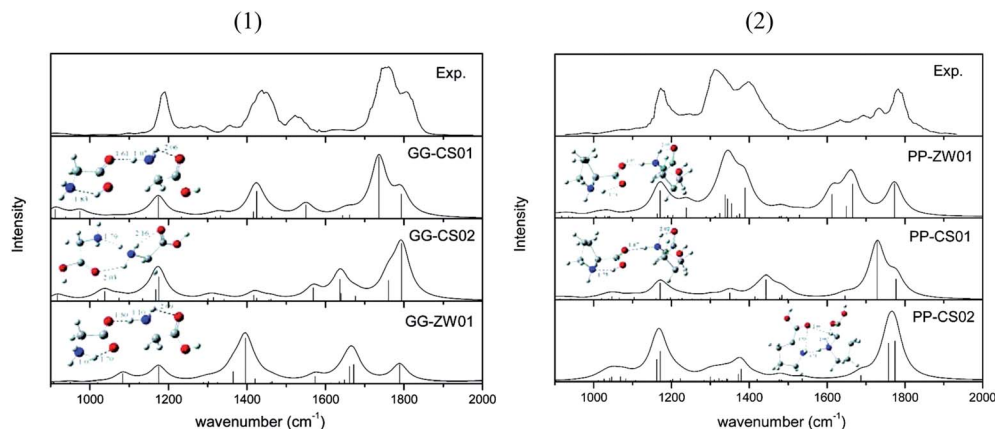 (1)
Exp.
GG-CS01
GG-CS02
GG-ZW01
Intensity
1000 1200 1400 1600 1800 2000
wavenumber (cm⁻¹)
(2)
Exp.
PP-ZW01
PP-CS01
PP-CS02
Intensity
1000 1200 1400 1600 1800 2000
wavenumber (cm⁻¹)